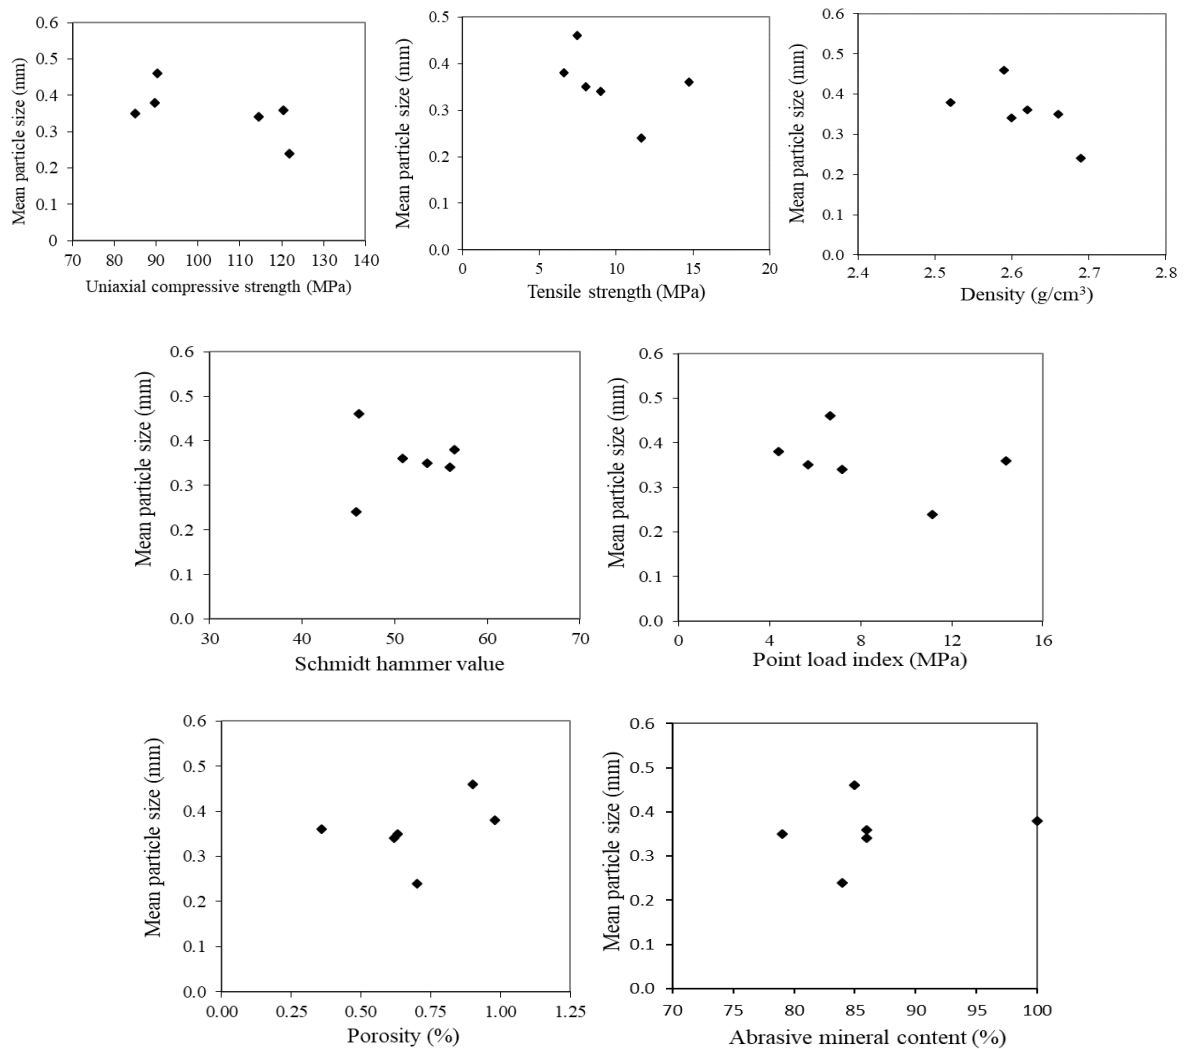 Mean particle size (mm)
0.6
0.5
0.4
0.3
0.2
0.1
0
70 80 90 100 110 120 130 140
Uniaxial compressive strength (MPa)
Mean particle size (mm)
0.5
0.4
0.3
0.2
0.1
0.0
0 5 10 15 20
Tensile strength (MPa)
Mean particle size (mm)
0.6
0.5
0.4
0.3
0.2
0.1
0.0
2.4 2.5 2.6 2.7 2.8
Density (g/cm³)
Mean particle size (mm)
0.6
0.5
0.4
0.3
0.2
0.1
0.0
30 40 50 60 70
Schmidt hammer value
Mean particle size (mm)
0.6
0.5
0.4
0.3
0.2
0.1
0.0
0 4 8 12 16
Point load index (MPa)
Mean particle size (mm)
0.6
0.5
0.4
0.3
0.2
0.1
0.0
0.00 0.25 0.50 0.75 1.00 1.25
Porosity (%)
Mean particle size (mm)
0.6
0.5
0.4
0.3
0.2
0.1
0.0
70 75 80 85 90 95 100
Abrasive mineral content (%)